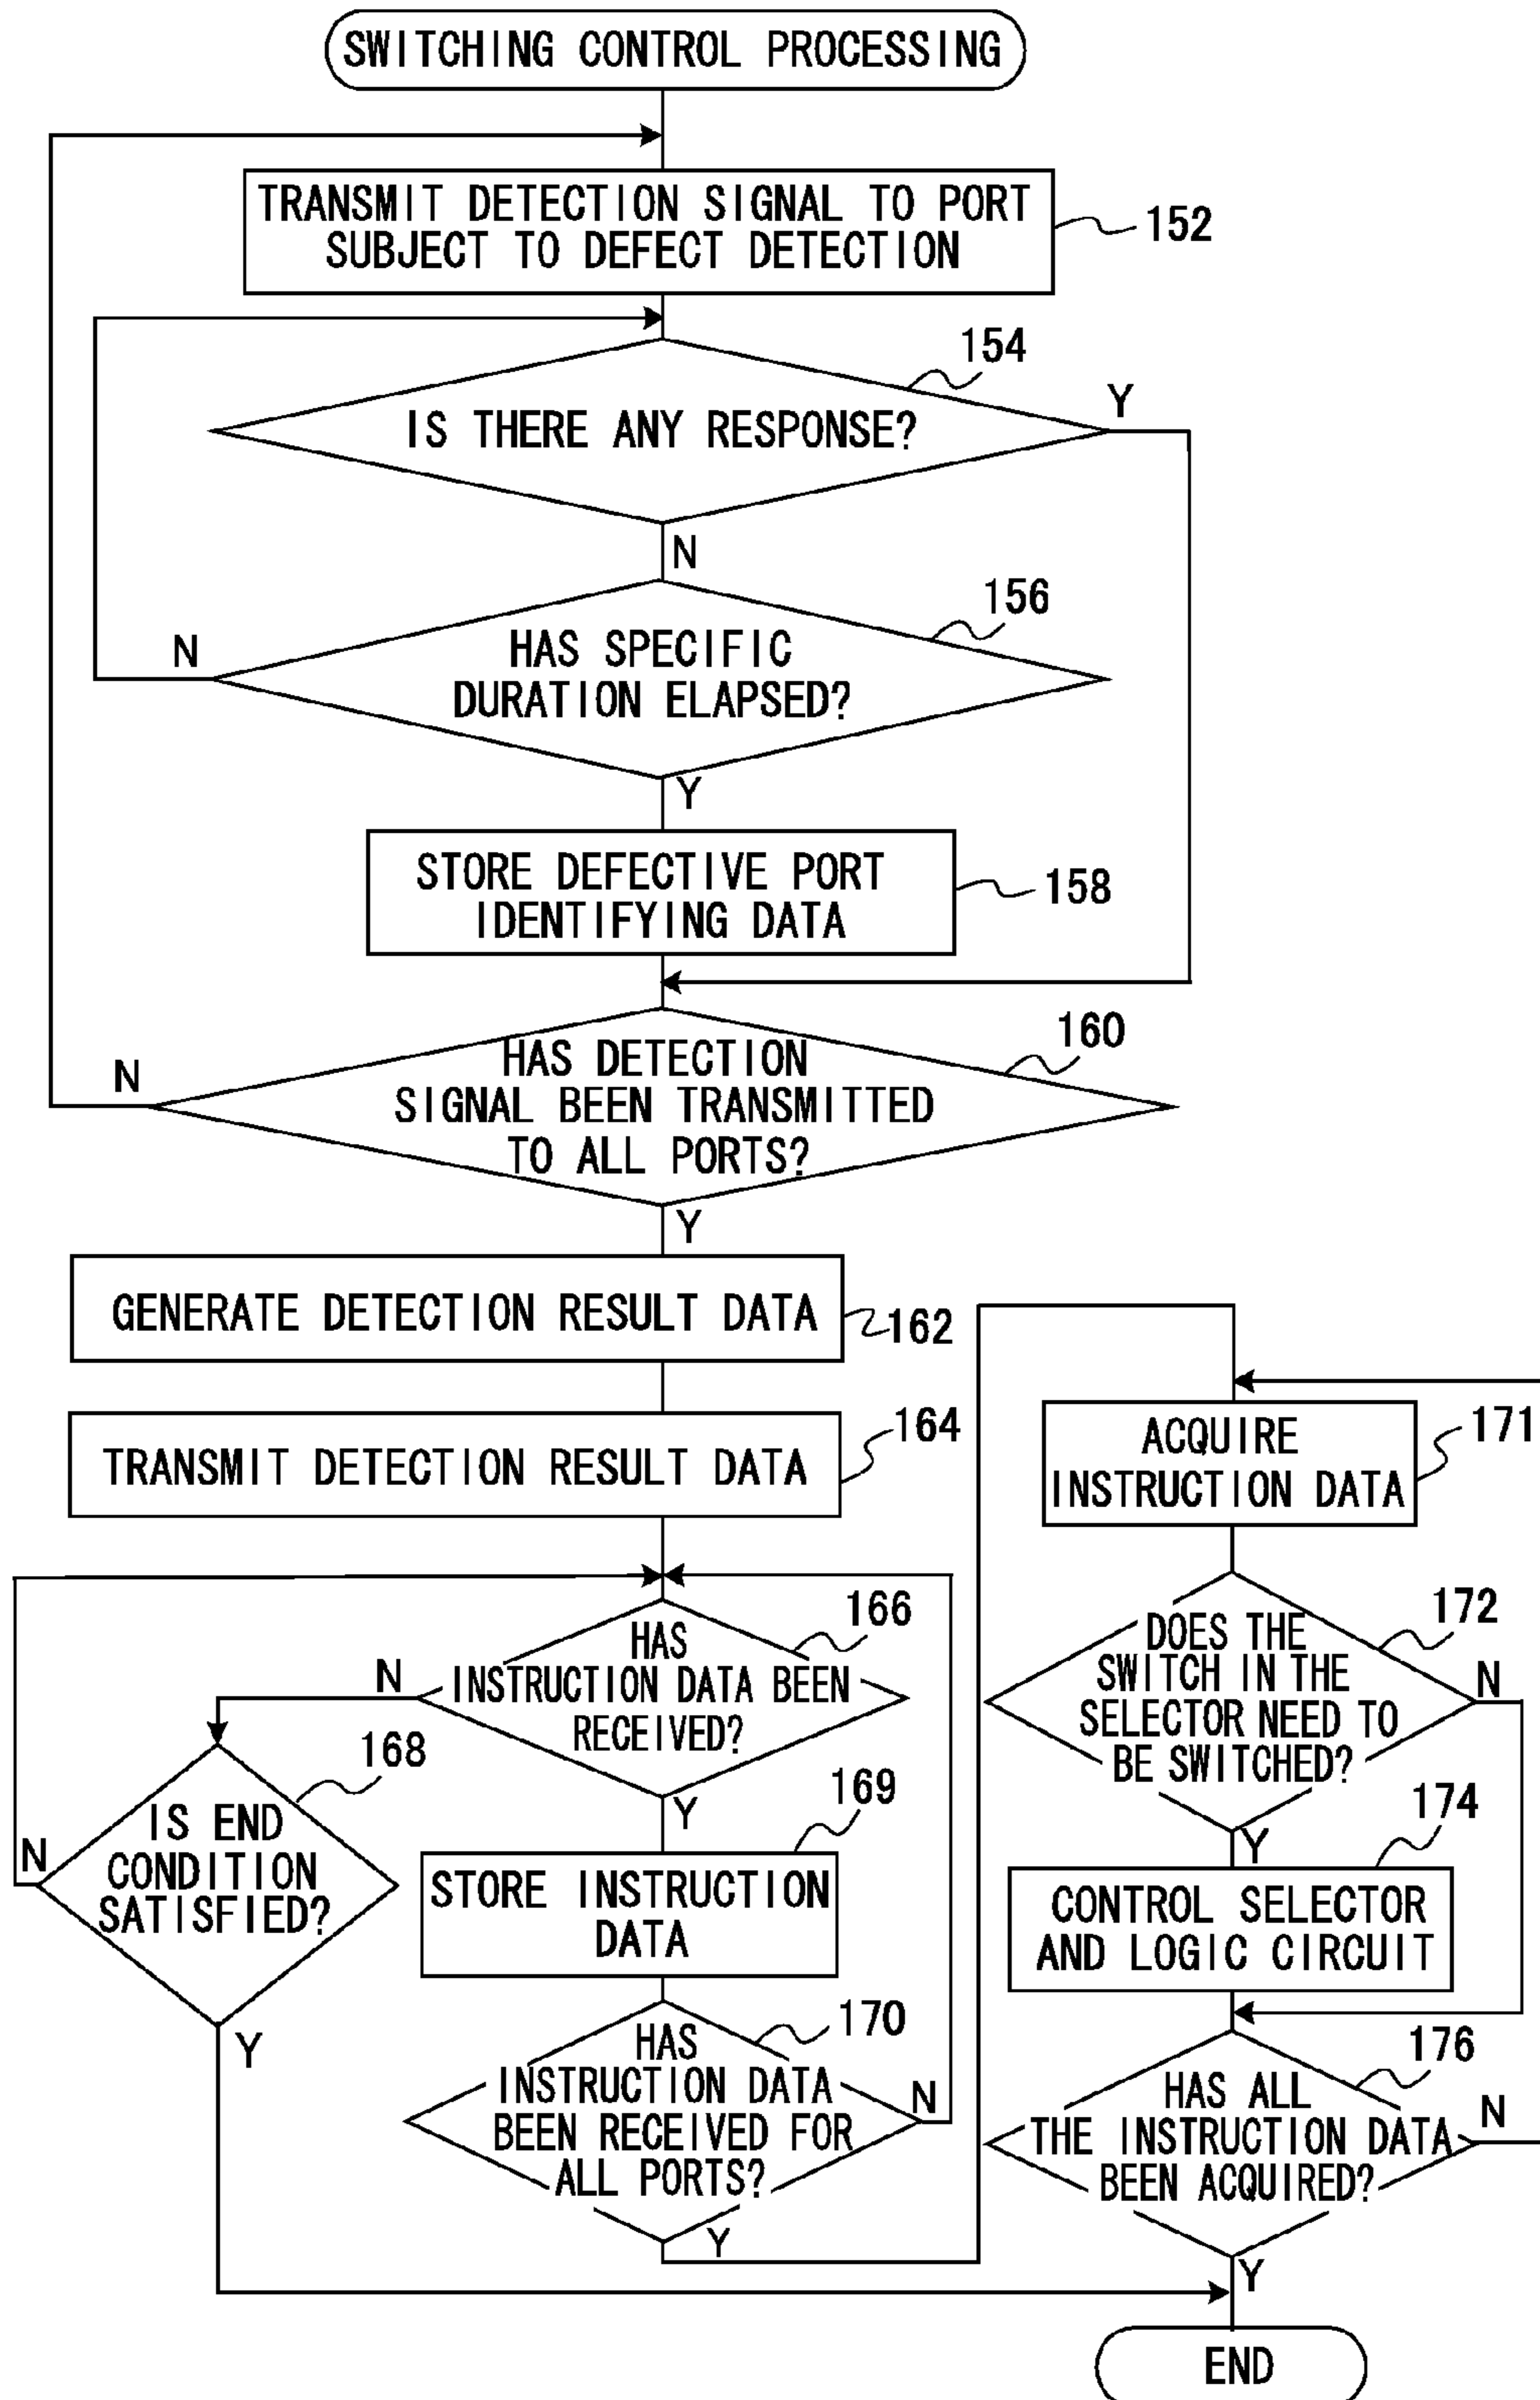 SWITCHING CONTROL PROCESSING
TRANSMIT DETECTION SIGNAL TO PORT
SUBJECT TO DEFECT DETECTION
152
154
IS THERE ANY RESPONSE?
Y
N
156
HAS SPECIFIC
DURATION ELAPSED?
N
Y
STORE DEFECTIVE PORT
IDENTIFYING DATA
158
160
HAS DETECTION
SIGNAL BEEN TRANSMITTED
TO ALL PORTS?
N
Y
GENERATE DETECTION RESULT DATA
162
TRANSMIT DETECTION RESULT DATA
164
166
HAS
INSTRUCTION DATA BEEN
RECEIVED?
N
Y
168
IS END
CONDITION
SATISFIED?
N
Y
169
STORE INSTRUCTION
DATA
170
HAS
INSTRUCTION DATA
BEEN RECEIVED FOR
ALL PORTS?
N
Y
ACQUIRE
INSTRUCTION DATA
171
172
DOES THE
SWITCH IN THE
SELECTOR NEED TO
BE SWITCHED?
N
Y
174
CONTROL SELECTOR
AND LOGIC CIRCUIT
176
HAS ALL
THE INSTRUCTION DATA
BEEN ACQUIRED?
N
Y
END